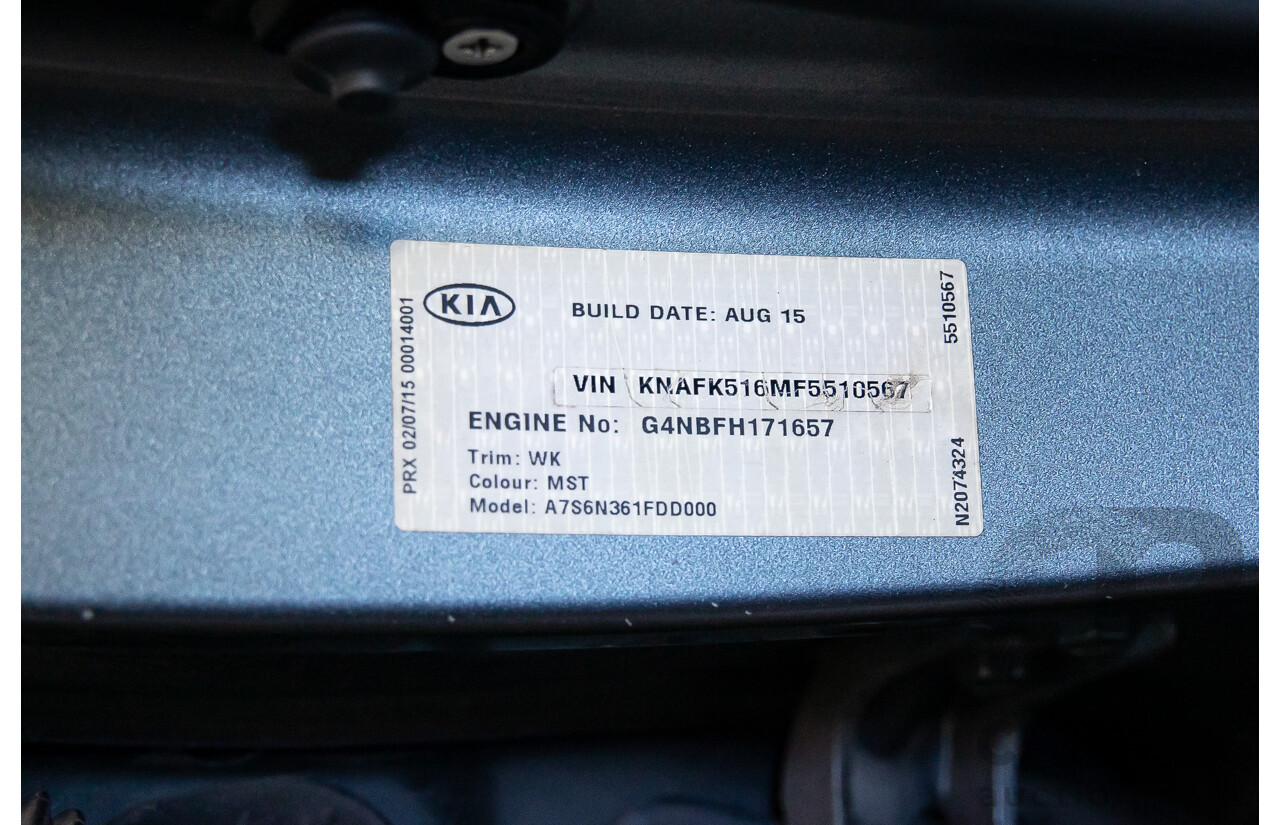 KIA
BUILD DATE: AUG 15
VIN KNAFK516MF5510567
ENGINE No: G4NBFH171657
Trim: WK
Colour: MST
Model: A7S6N361FDD000
PRX 02/07/15 00014001
5510567
N2074324